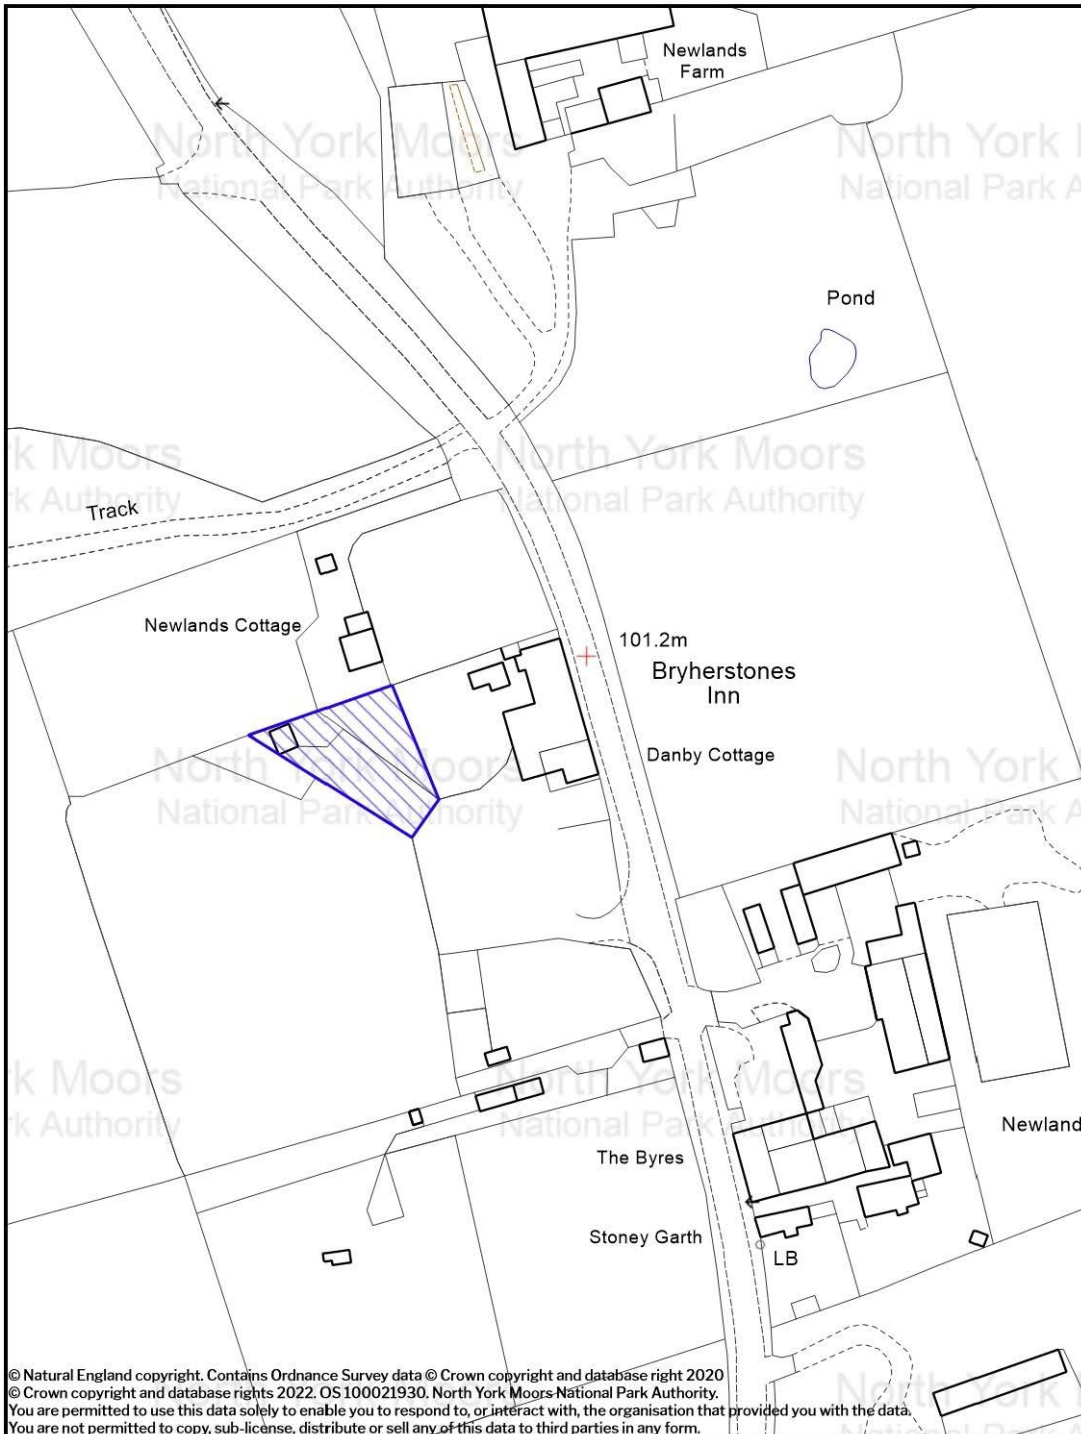 Newlands
Farm
North York Moors
National Park Authority
North York M
National Park A
Pond
k Moors
rk Authority
North York Moors
National Park Authority
Track
Newlands Cottage
101.2m
Bryherstones
Inn
Danby Cottage
North York Moors
National Park Authority
North York
National Park A
k Moors
rk Authority
North York Moors
National Park Authority
Newland
The Byres
Stoney Garth
LB
© Natural England copyright. Contains Ordnance Survey data © Crown copyright and database right 2020
© Crown copyright and database rights 2022. OS 100021930. North York Moors National Park Authority.
You are permitted to use this data solely to enable you to respond to, or interact with, the organisation that provided you with the data.
You are not permitted to copy, sub-license, distribute or sell any of this data to third parties in any form.